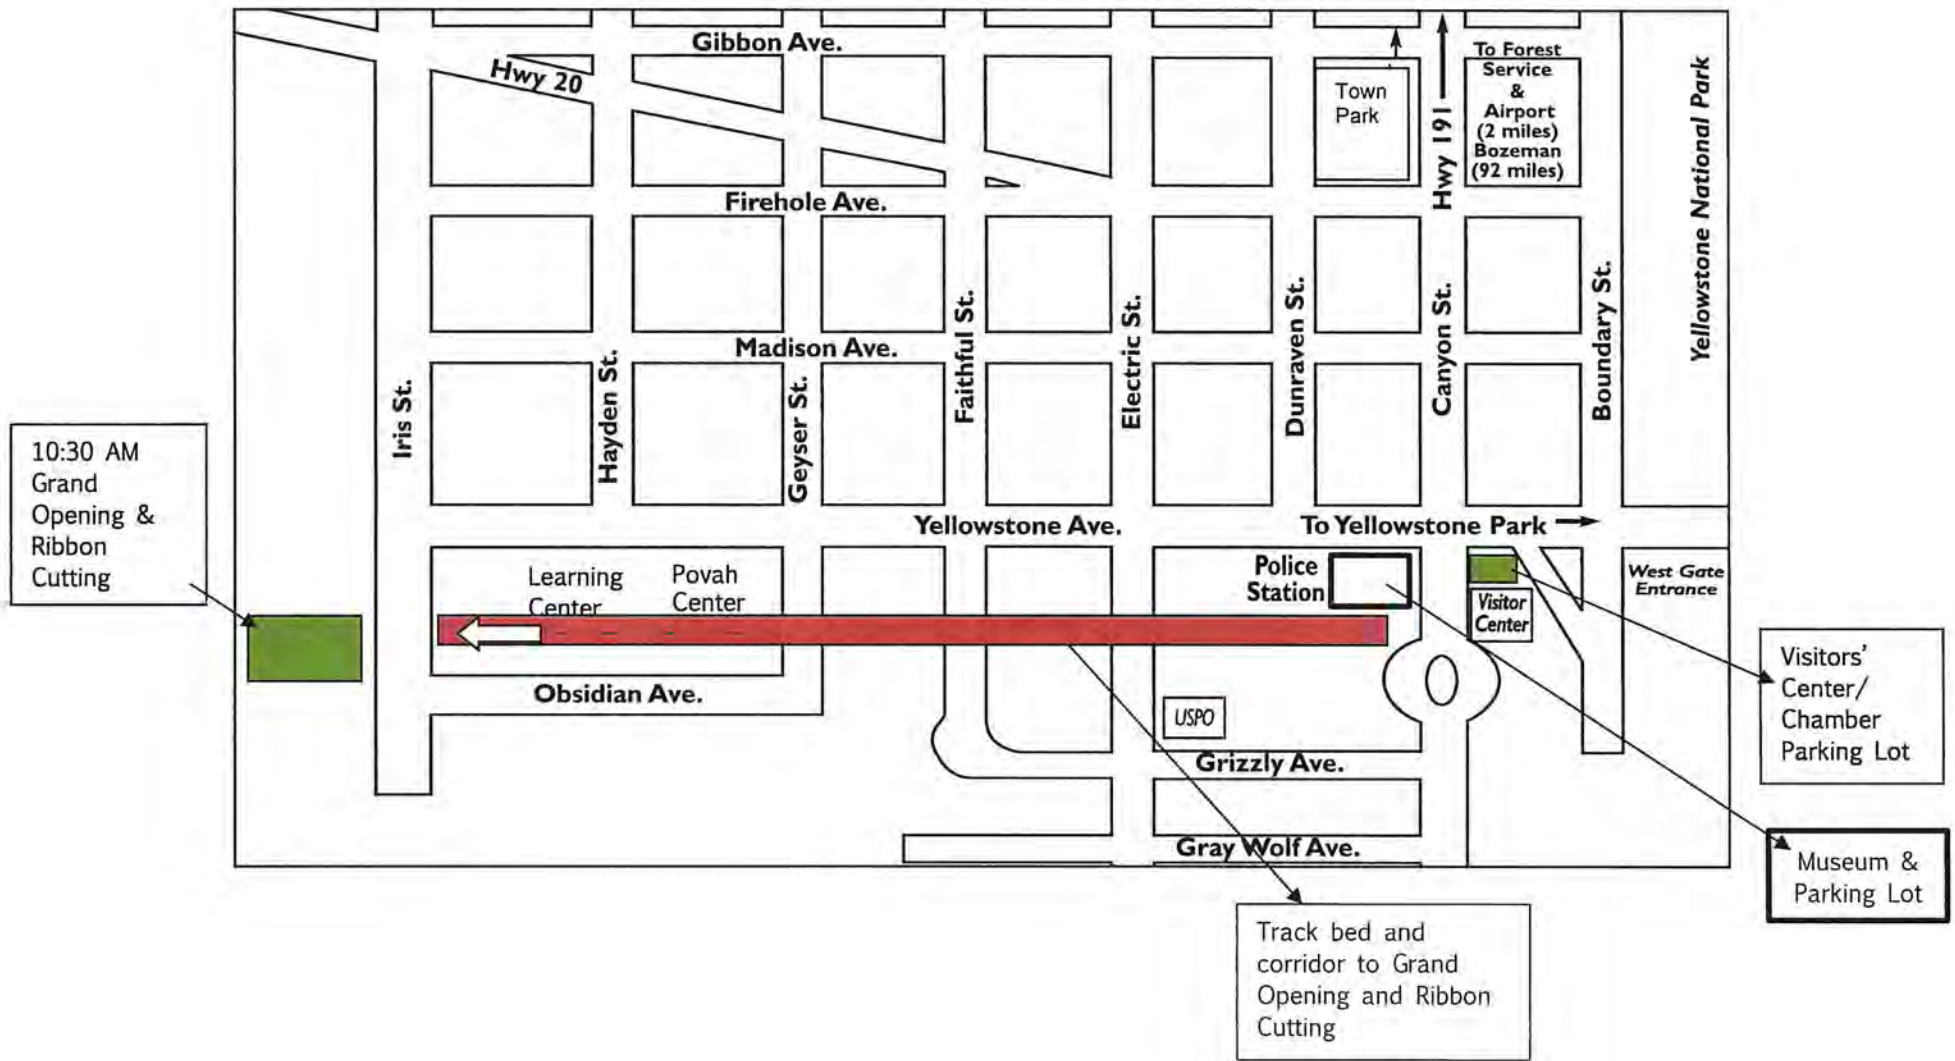 Gibbon Ave.
Hwy 20
To Forest
Service
&
Airport
(2 miles)
Bozeman
(92 miles)
Town
Park
Hwy 191
Yellowstone National Park
Firehole Ave.
Madison Ave.
Iris St.
Hayden St.
Geyser St.
Faithful St.
Electric St.
Dunraven St.
Canyon St.
Boundary St.
10:30 AM
Grand
Opening &
Ribbon
Cutting
Yellowstone Ave.
To Yellowstone Park
Learning
Center
Povah
Center
Police
Station
Visitor
Center
West Gate
Entrance
Obsidian Ave.
USPO
Grizzly Ave.
Gray Wolf Ave.
Visitors'
Center/
Chamber
Parking Lot
Museum &
Parking Lot
Track bed and
corridor to Grand
Opening and Ribbon
Cutting